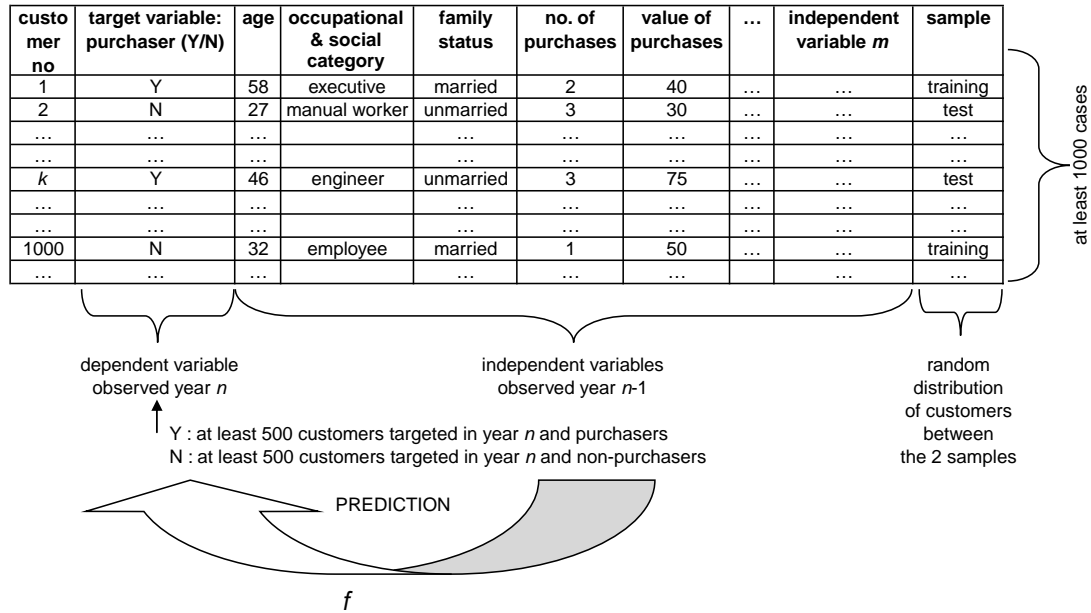 custo mer no | target variable: purchaser (Y/N) | age | occupational & social category | family status | no. of purchases | value of purchases | … | independent variable m | sample
1 | Y | 58 | executive | married | 2 | 40 | … | … | training
2 | N | 27 | manual worker | unmarried | 3 | 30 | … | … | test
… | … | … | … | … | … | … | … | … | …
… | … | … | … | … | … | … | … | … | …
k | Y | 46 | engineer | unmarried | 3 | 75 | … | … | test
… | … | … | … | … | … | … | … | … | …
… | … | … | … | … | … | … | … | … | …
1000 | N | 32 | employee | married | 1 | 50 | … | … | training
… | … | … | … | … | … | … | … | … | …
at least 1000 cases
dependent variable
observed year n
independent variables
observed year n-1
random
distribution
of customers
between
the 2 samples
Y : at least 500 customers targeted in year n and purchasers
N : at least 500 customers targeted in year n and non-purchasers
PREDICTION
f